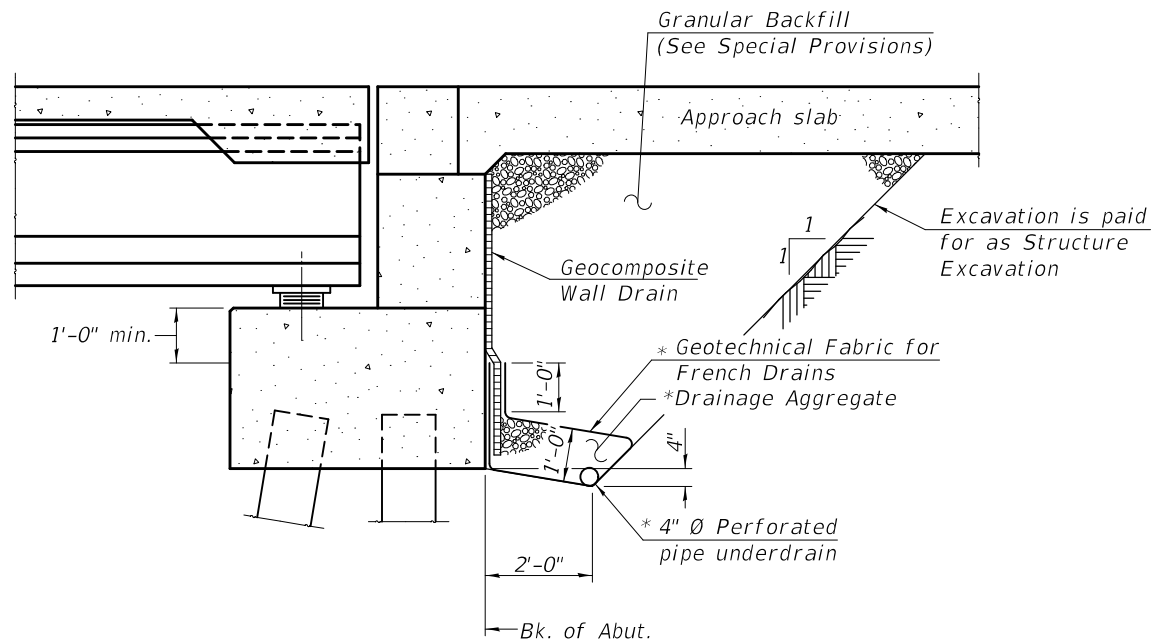 Granular Backfill
(See Special Provisions)
Approach slab
1
1
Excavation is paid
for as Structure
Excavation
Geocomposite
Wall Drain
1'-0" min.
* Geotechnical Fabric for
French Drains
1'-0"
*Drainage Aggregate
1'-0"
4"
* 4" Ø Perforated
pipe underdrain
2'-0"
Bk. of Abut.